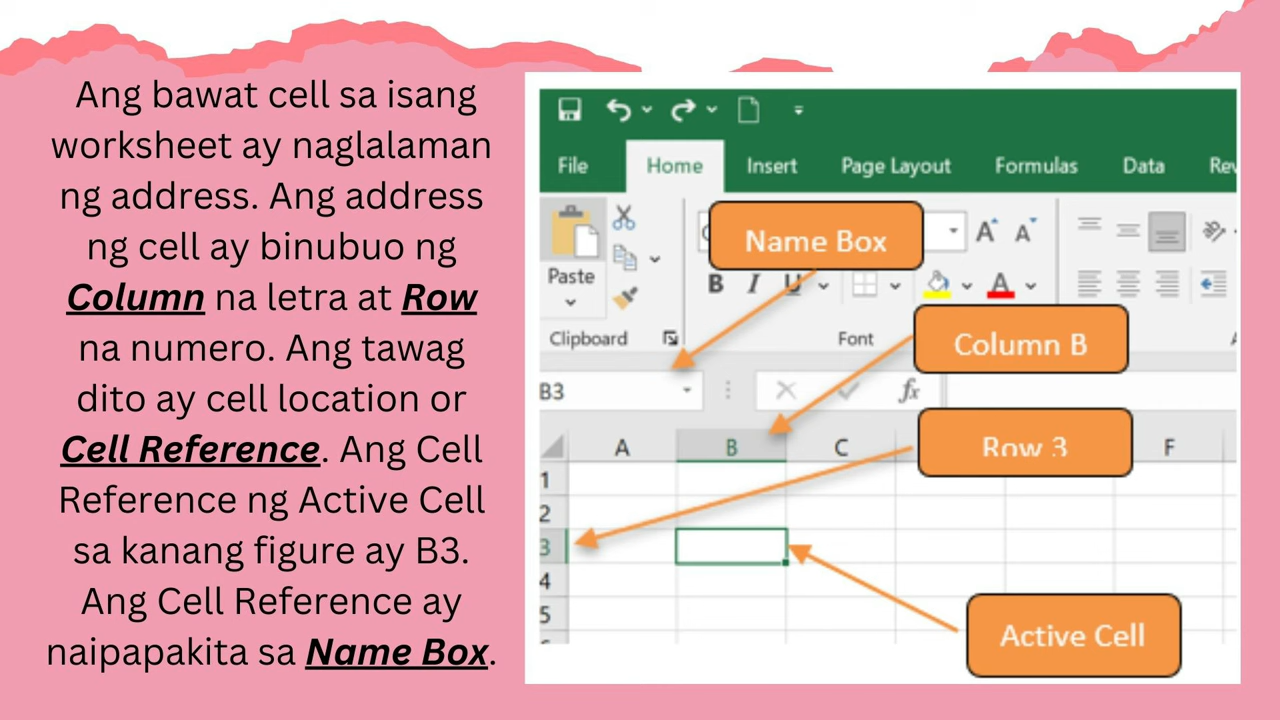 Ang bawat cell sa isang
worksheet ay naglalaman
ng address. Ang address
ng cell ay binubuo ng
Column na letra at Row
na numero. Ang tawag
dito ay cell location or
Cell Reference. Ang Cell
Reference ng Active Cell
sa kanang figure ay B3.
Ang Cell Reference ay
naipapakita sa Name Box.
File Home Insert Page Layout Formulas Data
Name Box
Paste
B I U
Clipboard Font
Column B
B3 fx
Row 3
A B C F
1
2
3
4
5
Active Cell